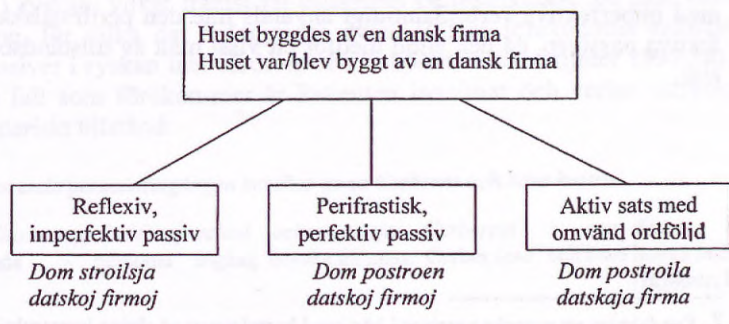 Huset byggdes av en dansk firma
Huset var/blev byggt av en dansk firma
Reflexiv,
imperfektiv passiv
Perifrastisk,
perfektiv passiv
Aktiv sats med
omvänd ordföljd
Dom stroilsja
datskoj firmoj
Dom postroen
datskoj firmoj
Dom postroila
datskaja firma